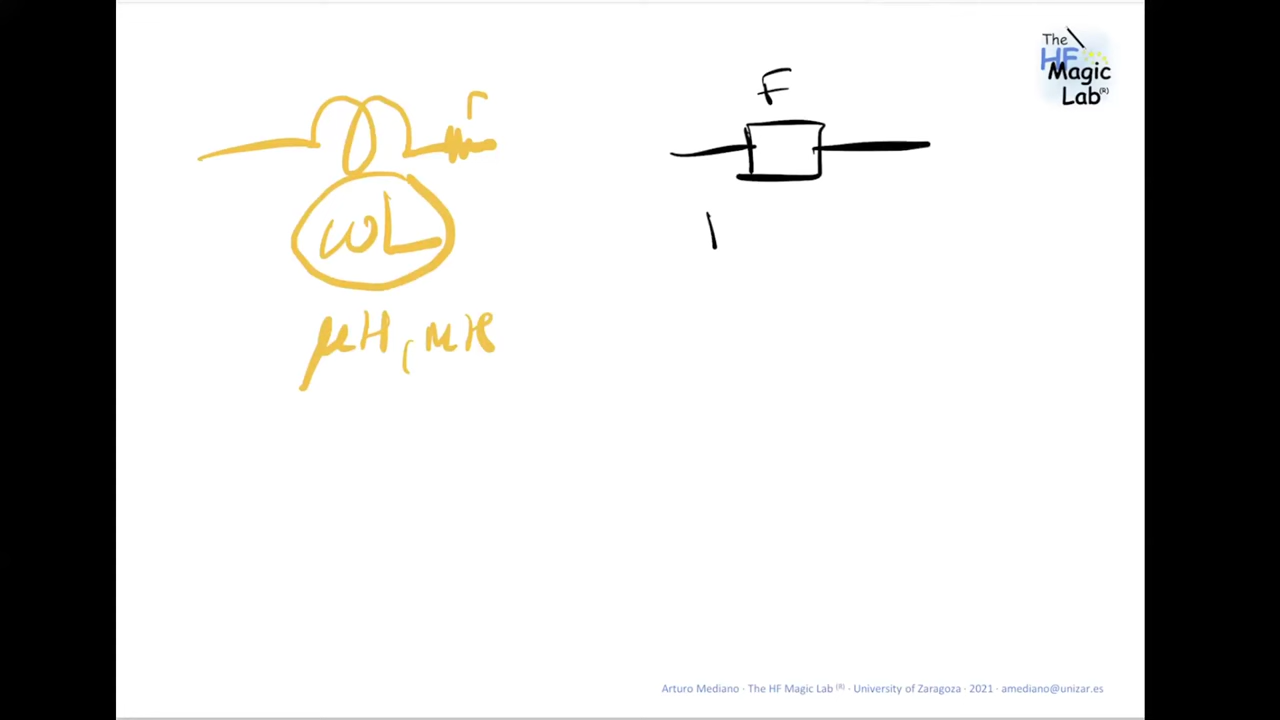 The
HF
Magic
Lab(R)
r
F
ωL
μH, mH
Arturo Mediano · The HF Magic Lab (R) · University of Zaragoza · 2021 · amediano@unizar.es